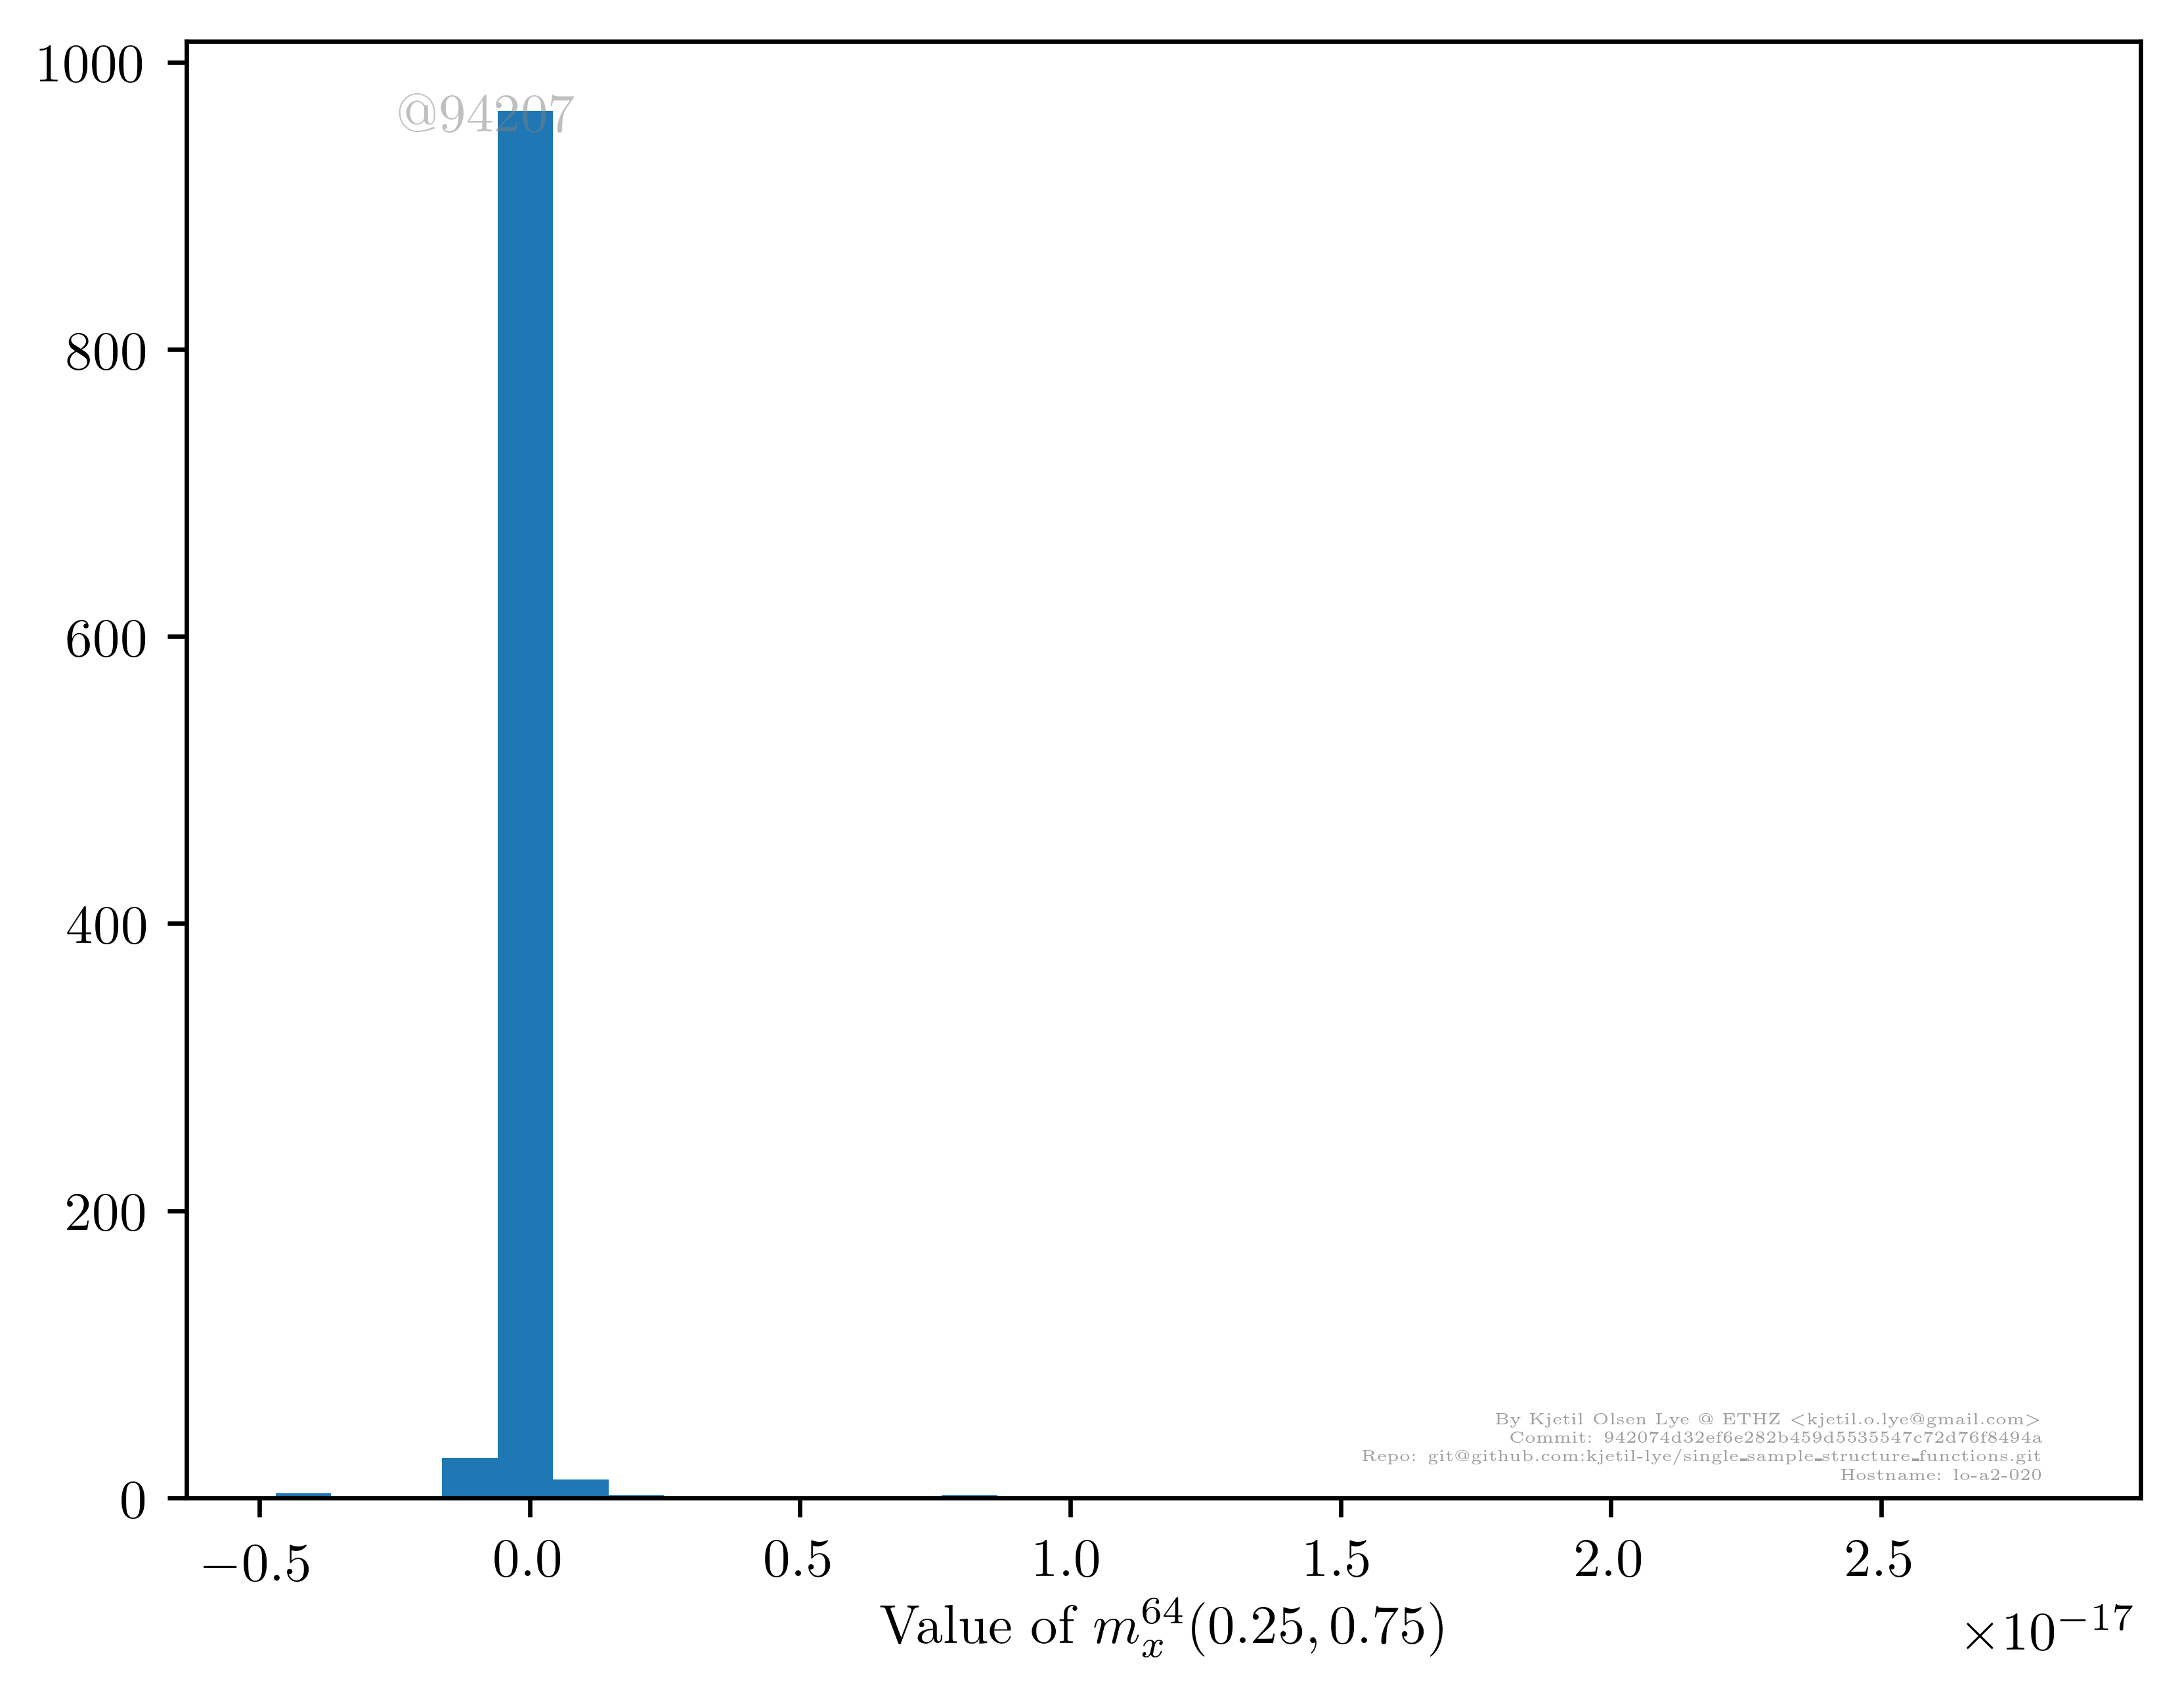 1000
@94207
800
600
400
200
0
By Kjetil Olsen Lye @ ETHZ <kjetil.o.lye@gmail.com>
Commit: 942074d32ef6e282b459d5535547c72d76f8494a
Repo: git@github.com:kjetil-lye/single_sample_structure_functions.git
Hostname: lo-a2-020
−0.5 0.0 0.5 1.0 1.5 2.0 2.5
Value of $m_x^{64}(0.25, 0.75)$
×10⁻¹⁷